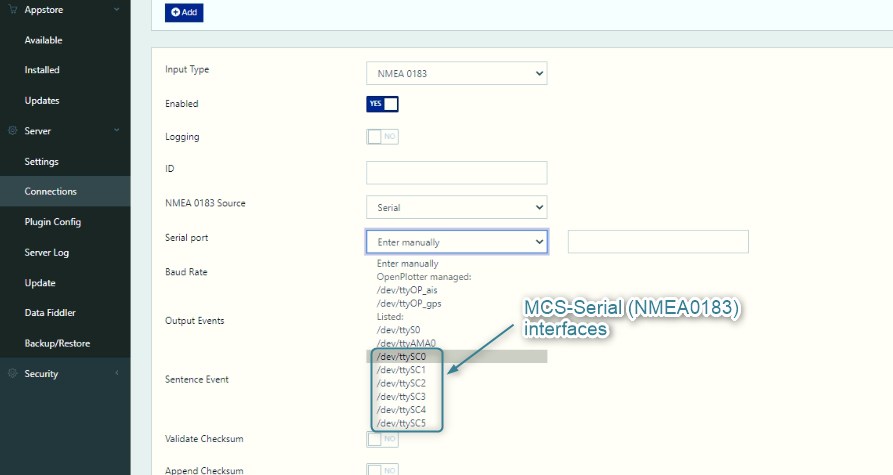 Appstore
Available
Installed
Updates
Server
Settings
Connections
Plugin Config
Server Log
Update
Data Fiddler
Backup/Restore
Security
Add
Input Type
NMEA 0183
Enabled
YES
Logging
NO
ID
NMEA 0183 Source
Serial
Serial port
Enter manually
Baud Rate
Output Events
Sentence Event
Enter manually
OpenPlotter managed:
/dev/ttyOP_ais
/dev/ttyOP_gps
Listed:
/dev/ttyS0
/dev/ttyAMA0
/dev/ttySC0
/dev/ttySC1
/dev/ttySC2
/dev/ttySC3
/dev/ttySC4
/dev/ttySC5
MCS-Serial (NMEA0183)
interfaces
Validate Checksum
NO
Append Checksum
NO